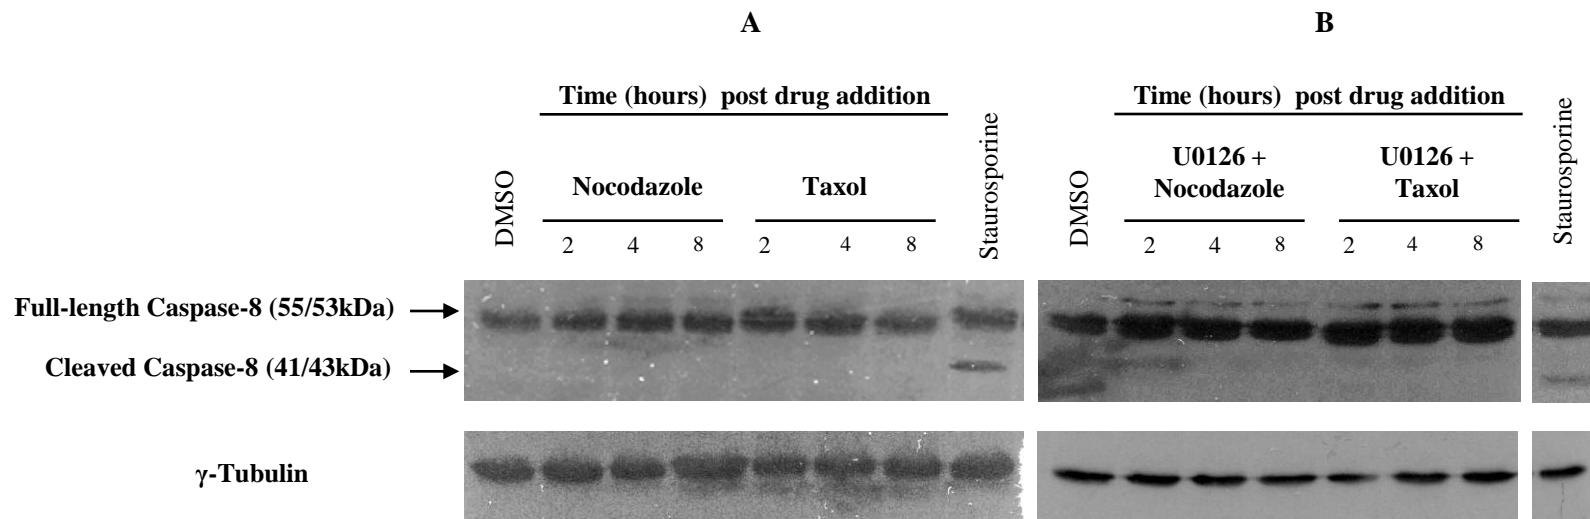 A
B
Time (hours) post drug addition
Time (hours) post drug addition
DMSO
Nocodazole
Taxol
Staurosporine
DMSO
U0126 +
Nocodazole
U0126 +
Taxol
Staurosporine
2 4 8 2 4 8
2 4 8 2 4 8
Full-length Caspase-8 (55/53kDa)
Cleaved Caspase-8 (41/43kDa)
γ-Tubulin